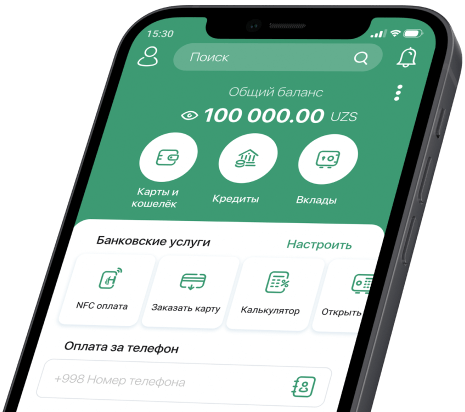 15:30
Поиск
Общий баланс
100 000.00 UZS
Карты и
кошелёк
Кредиты
Вклады
Банковские услуги
Настроить
NFC оплата
Заказать карту
Калькулятор
Открыть
Оплата за телефон
+998 Номер телефона